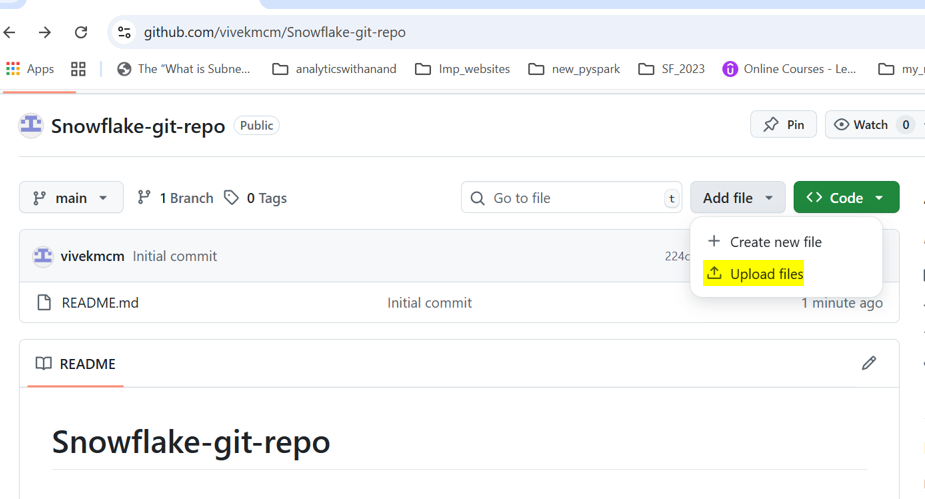 github.com/vivekmcm/Snowflake-git-repo
Apps The "What is Subne... analyticswithanand Imp_websites new_pyspark SF_2023 Online Courses - Le...
Snowflake-git-repo Public Pin Watch 0
main 1 Branch 0 Tags Go to file t Add file Code
Create new file
vivekmcm Initial commit
Upload files
README.md Initial commit 1 minute ago
README
Snowflake-git-repo